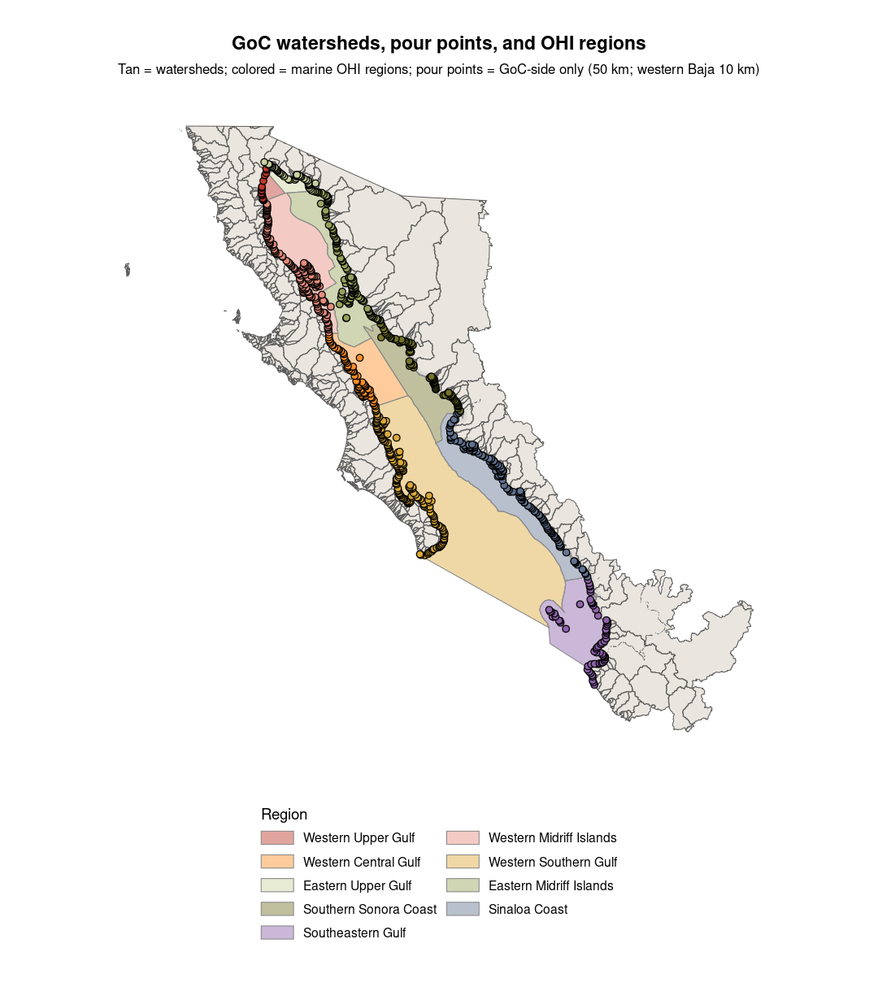 GoC watersheds, pour points, and OHI regions
Tan = watersheds; colored = marine OHI regions; pour points = GoC-side only (50 km; western Baja 10 km)
Region
Western Upper Gulf
Western Midriff Islands
Western Central Gulf
Western Southern Gulf
Eastern Upper Gulf
Eastern Midriff Islands
Southern Sonora Coast
Sinaloa Coast
Southeastern Gulf